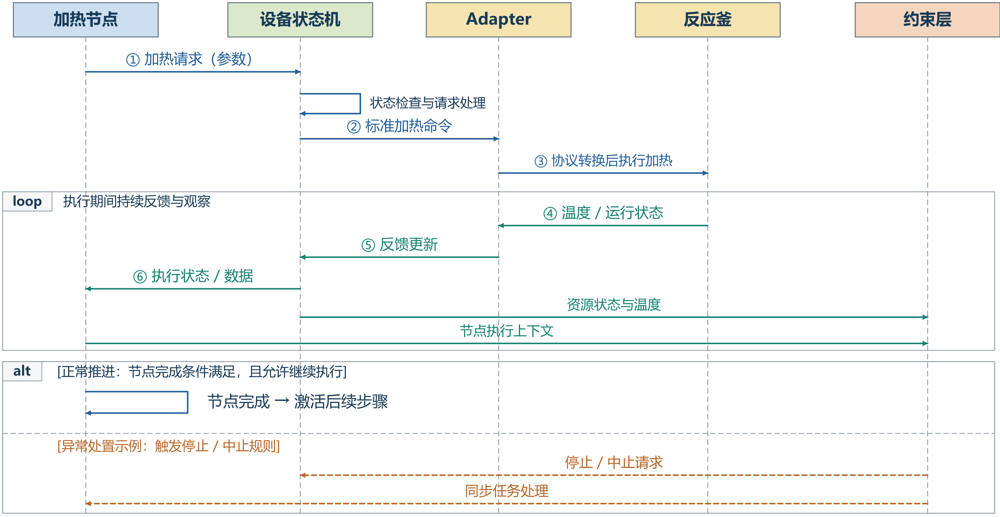 加热节点
设备状态机
Adapter
反应釜
约束层
① 加热请求（参数）
状态检查与请求处理
② 标准加热命令
③ 协议转换后执行加热
loop 执行期间持续反馈与观察
④ 温度 / 运行状态
⑤ 反馈更新
⑥ 执行状态 / 数据
资源状态与温度
节点执行上下文
alt [正常推进：节点完成条件满足，且允许继续执行]
节点完成 → 激活后续步骤
[异常处置示例：触发停止 / 中止规则]
停止 / 中止请求
同步任务处理